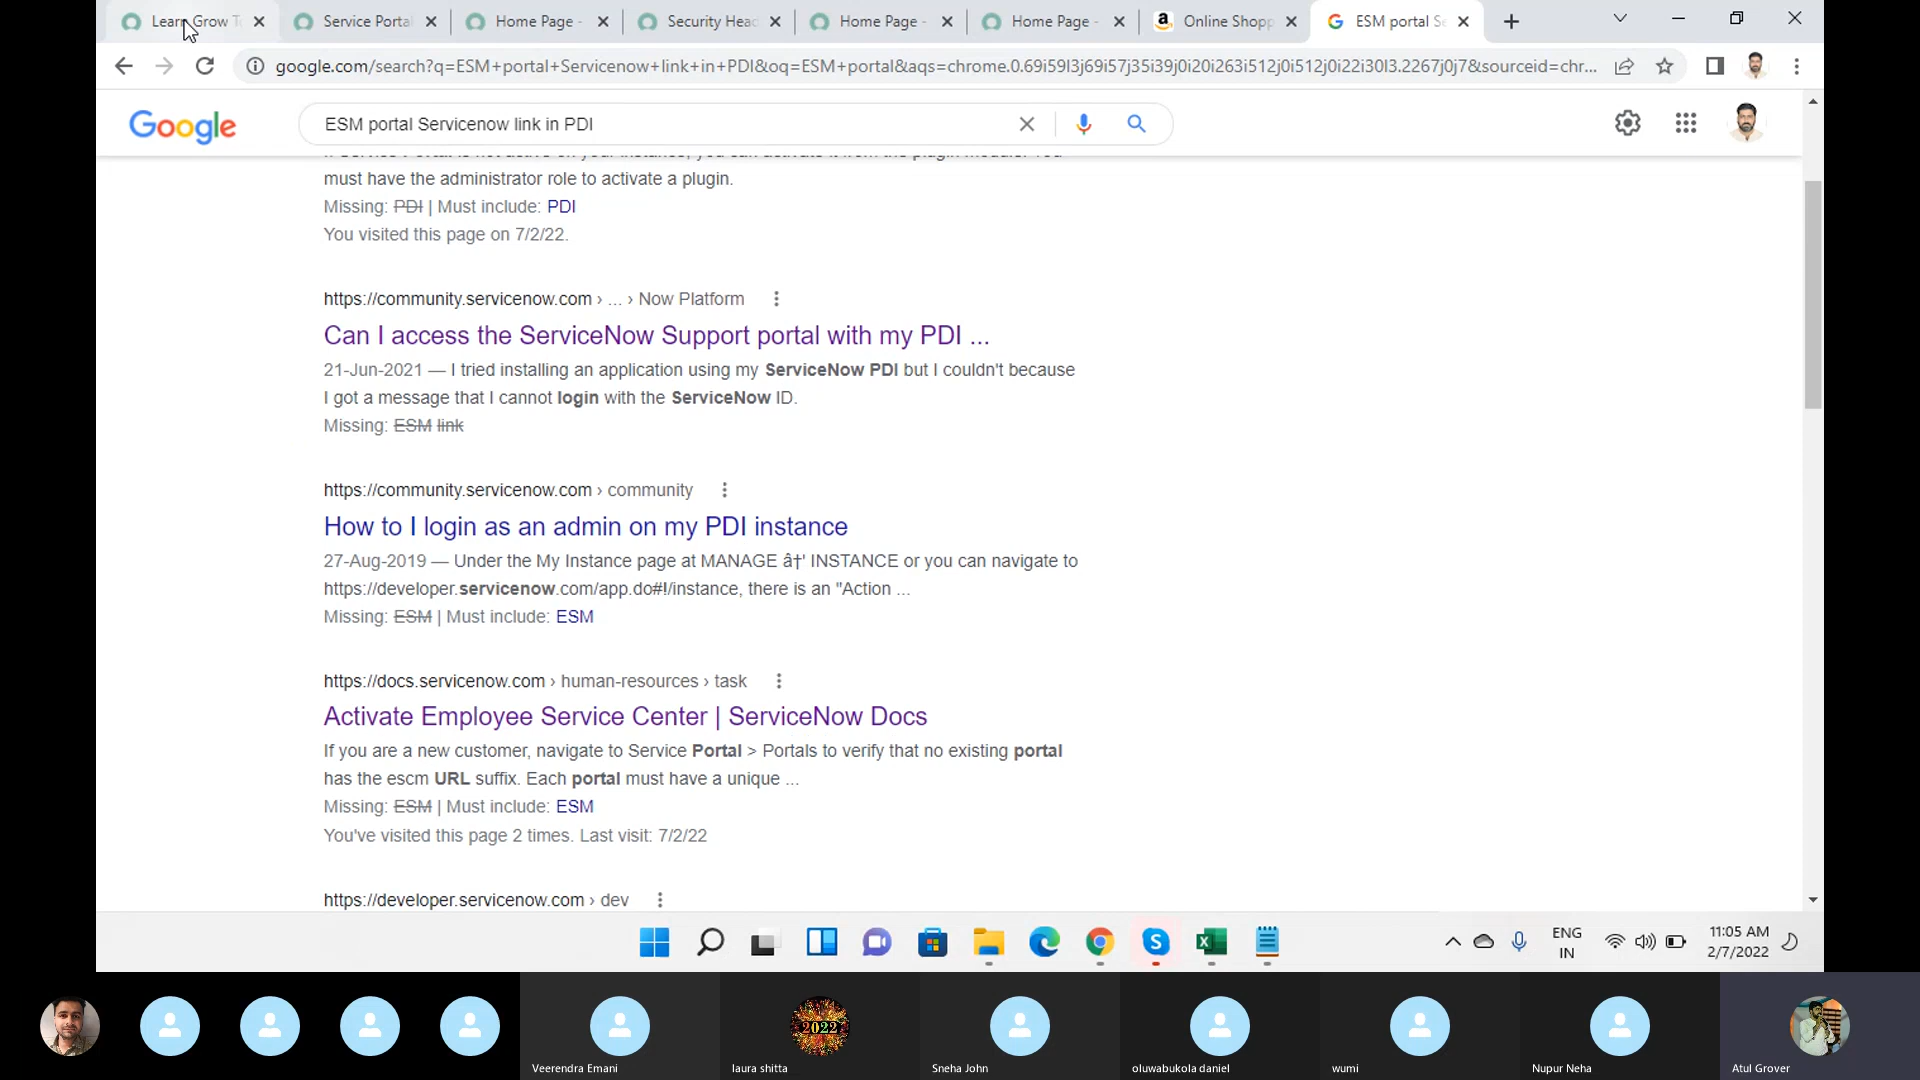 Learn Grow T
Service Porta
Home Page -
Security Hea
Home Page -
Home Page -
Online Shopp
ESM portal Se
google.com/search?q=ESM+portal+Servicenow+link+in+PDI&oq=ESM+portal&aqs=chrome.0.69i59l3j69i57j35i39j0i20i263i512j0i512j0i22i30l3.2267j0j7&sourceid=chr...
Google
ESM portal Servicenow link in PDI
must have the administrator role to activate a plugin.
Missing: PDI | Must include: PDI
You visited this page on 7/2/22.
https://community.servicenow.com › ... › Now Platform
Can I access the ServiceNow Support portal with my PDI ...
21-Jun-2021 — I tried installing an application using my ServiceNow PDI but I couldn't because
I got a message that I cannot login with the ServiceNow ID.
Missing: ESM link
https://community.servicenow.com › community
How to I login as an admin on my PDI instance
27-Aug-2019 — Under the My Instance page at MANAGE â†' INSTANCE or you can navigate to
https://developer.servicenow.com/app.do#!/instance, there is an "Action ...
Missing: ESM | Must include: ESM
https://docs.servicenow.com › human-resources › task
Activate Employee Service Center | ServiceNow Docs
If you are a new customer, navigate to Service Portal > Portals to verify that no existing portal
has the escm URL suffix. Each portal must have a unique ...
Missing: ESM | Must include: ESM
You've visited this page 2 times. Last visit: 7/2/22
https://developer.servicenow.com › dev
ENG
IN
11:05 AM
2/7/2022
2022
Veerendra Emani
laura shitta
Sneha John
oluwabukola daniel
wumi
Nupur Neha
Atul Grover